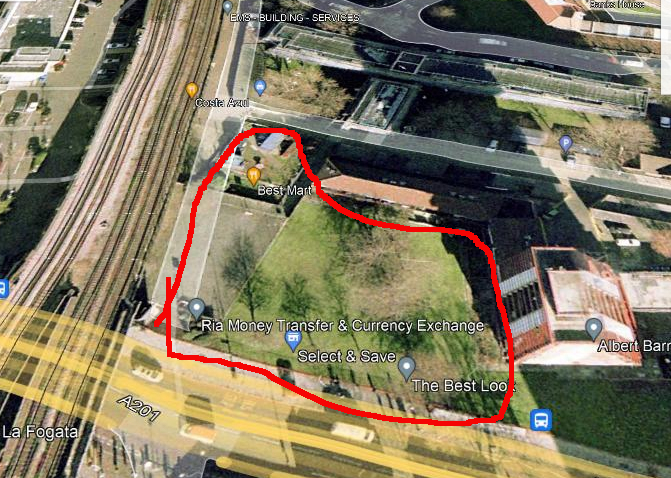 Banks House
EMS - BUILDING - SERVICES
Costa Azul
P
Best Mart
Ria Money Transfer & Currency Exchange
Select & Save
Albert Barr
The Best Look
A201
La Fogata